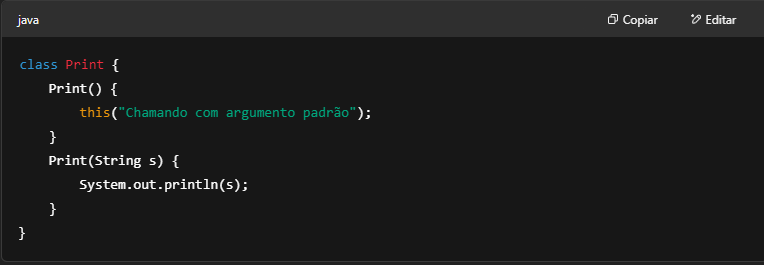 java Copiar Editar
class Print {
    Print() {
        this("Chamando com argumento padrão");
    }
    Print(String s) {
        System.out.println(s);
    }
}